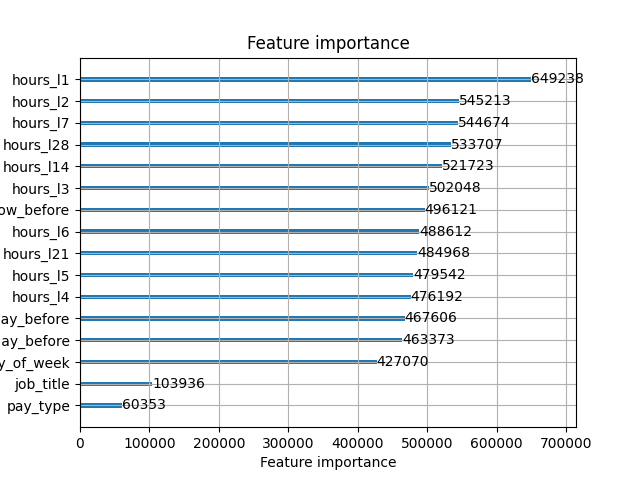 Feature importance
hours_l1 649238
hours_l2 545213
hours_l7 544674
hours_l28 533707
hours_l14 521723
hours_l3 502048
ow_before 496121
hours_l6 488612
hours_l21 484968
hours_l5 479542
hours_l4 476192
ay_before 467606
ay_before 463373
y_of_week 427070
job_title 103936
pay_type 60353
0 100000 200000 300000 400000 500000 600000 700000
Feature importance